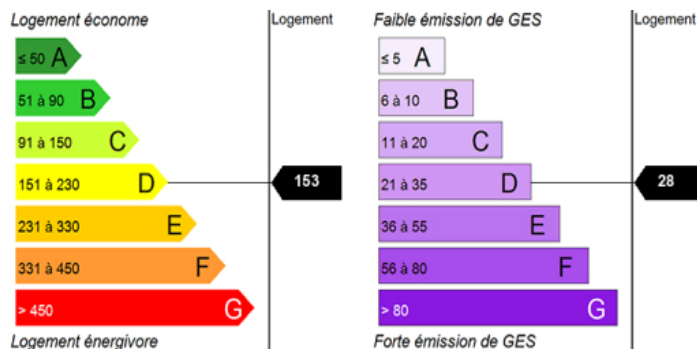 Logement économe
Logement
≤ 50 A
51 à 90 B
91 à 150 C
151 à 230 D
153
231 à 330 E
331 à 450 F
> 450 G
Logement énergivore
Faible émission de GES
Logement
≤ 5 A
6 à 10 B
11 à 20 C
21 à 35 D
28
36 à 55 E
56 à 80 F
> 80 G
Forte émission de GES